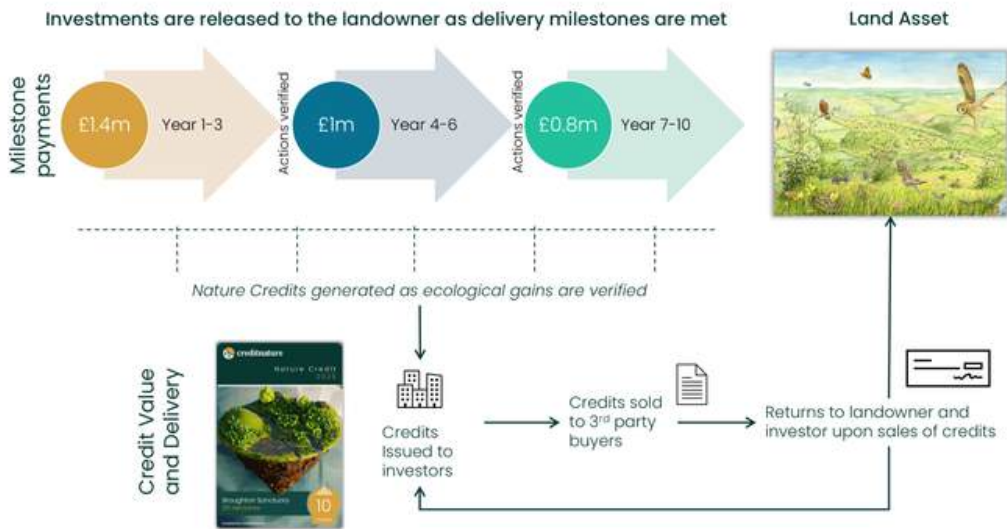 Investments are released to the landowner as delivery milestones are met
Land Asset
Milestone
payments
£1.4m
Year 1-3
Actions verified
£1m
Year 4-6
Actions verified
£0.8m
Year 7-10
Nature Credits generated as ecological gains are verified
Credit Value
and Delivery
creditnature
Nature Credit
10
Credits
Issued to
investors
Credits sold
to 3rd party
buyers
Returns to landowner and
investor upon sales of credits